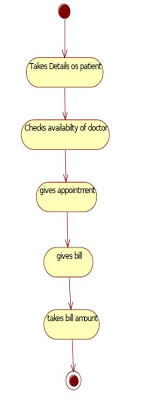 Takes Details os patient
Checks availabilty of doctor
gives appointment
gives bill
takes bill amount